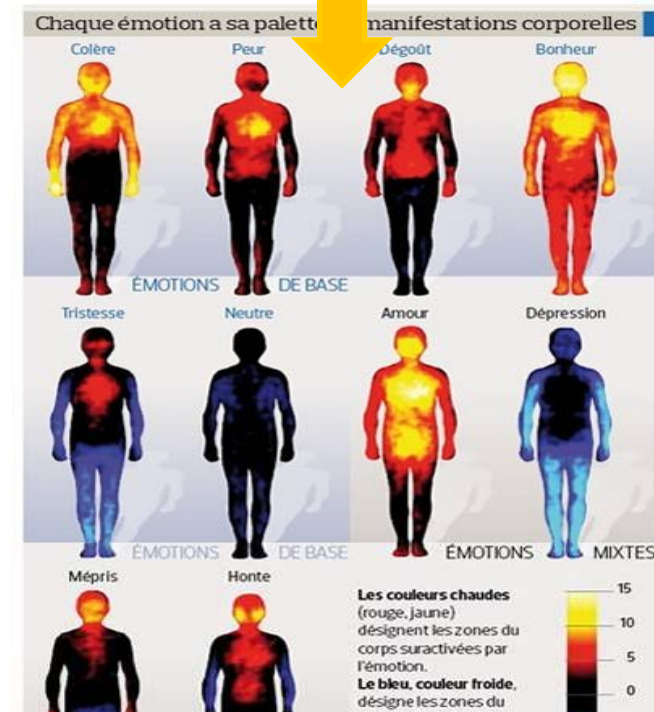 Chaque émotion a sa palette manifestations corporelles
Colère Peur Dégoût Bonheur
ÉMOTIONS DE BASE
Tristesse Neutre Amour Dépression
ÉMOTIONS DE BASE ÉMOTIONS MIXTES
Mépris Honte
Les couleurs chaudes
(rouge, jaune)
désignent les zones du
corps suractivées par
l'émotion.
Le bleu, couleur froide,
désigne les zones du
15
10
5
0